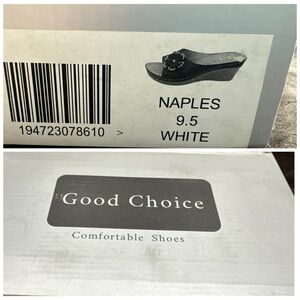 NAPLES
9.5
WHITE
194723078610 >
Good Choice
Comfortable Shoes